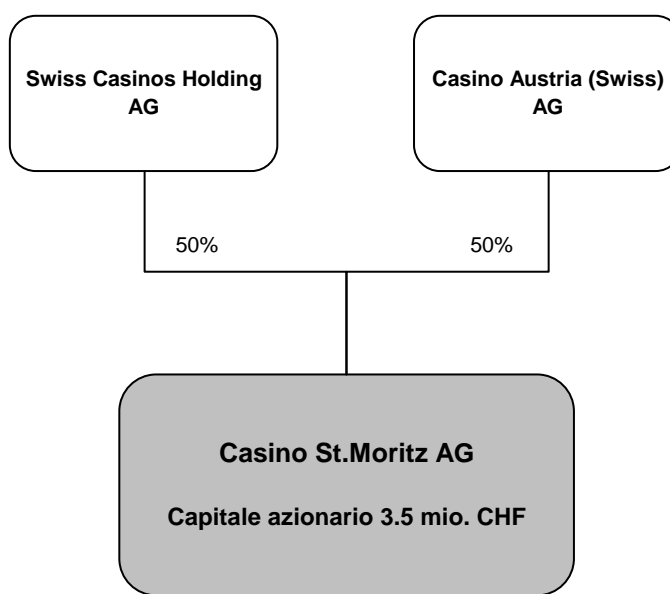 Swiss Casinos Holding
AG
Casino Austria (Swiss)
AG
50%
50%
Casino St.Moritz AG
Capitale azionario 3.5 mio. CHF